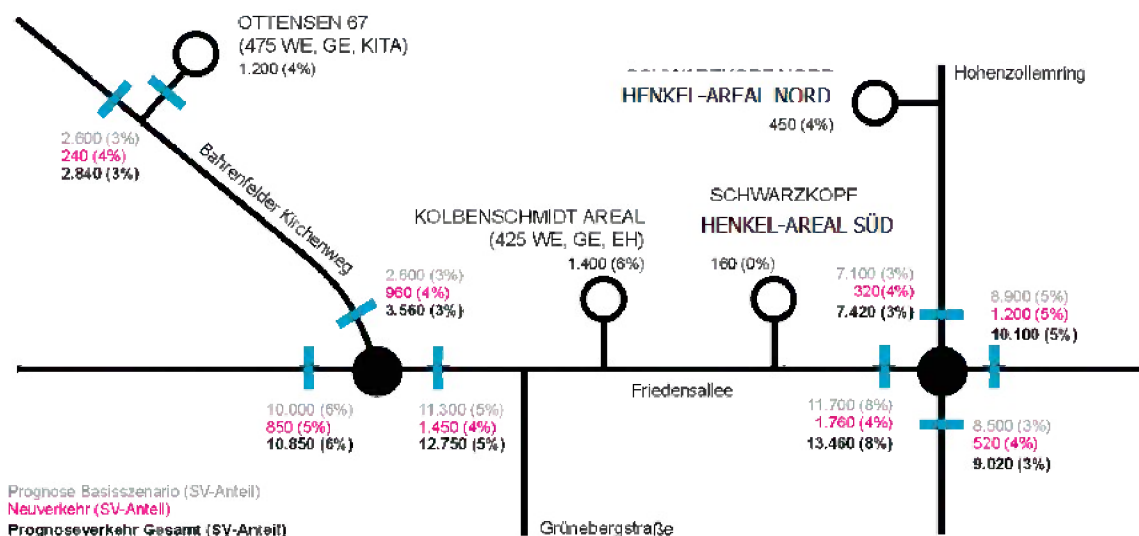 OTTENSEN 67
(475 WE, GE, KITA)
1.200 (4%)
Hohenzollernring
HENKEL-AREAL NORD
450 (4%)
2.600 (3%)
240 (4%)
2.840 (3%)
Bahrenfelder Kirchenweg
KOLBENSCHMIDT AREAL
(425 WE, GE, EH)
1.400 (6%)
SCHWARZKOPF
HENKEL-AREAL SÜD
160 (0%)
2.600 (3%)
960 (4%)
3.560 (3%)
7.100 (3%)
320(4%)
7.420 (3%)
8.900 (5%)
1.200 (5%)
10.100 (5%)
Friedensallee
10.000 (6%)
850 (5%)
10.850 (6%)
11.300 (5%)
1.450 (4%)
12.750 (5%)
11.700 (8%)
1.760 (4%)
13.460 (8%)
8.500 (3%)
520 (4%)
9.020 (3%)
Prognose Basisszenario (SV-Anteil)
Neuverkehr (SV-Anteil)
Prognoseverkehr Gesamt (SV-Anteil)
Grünebergstraße